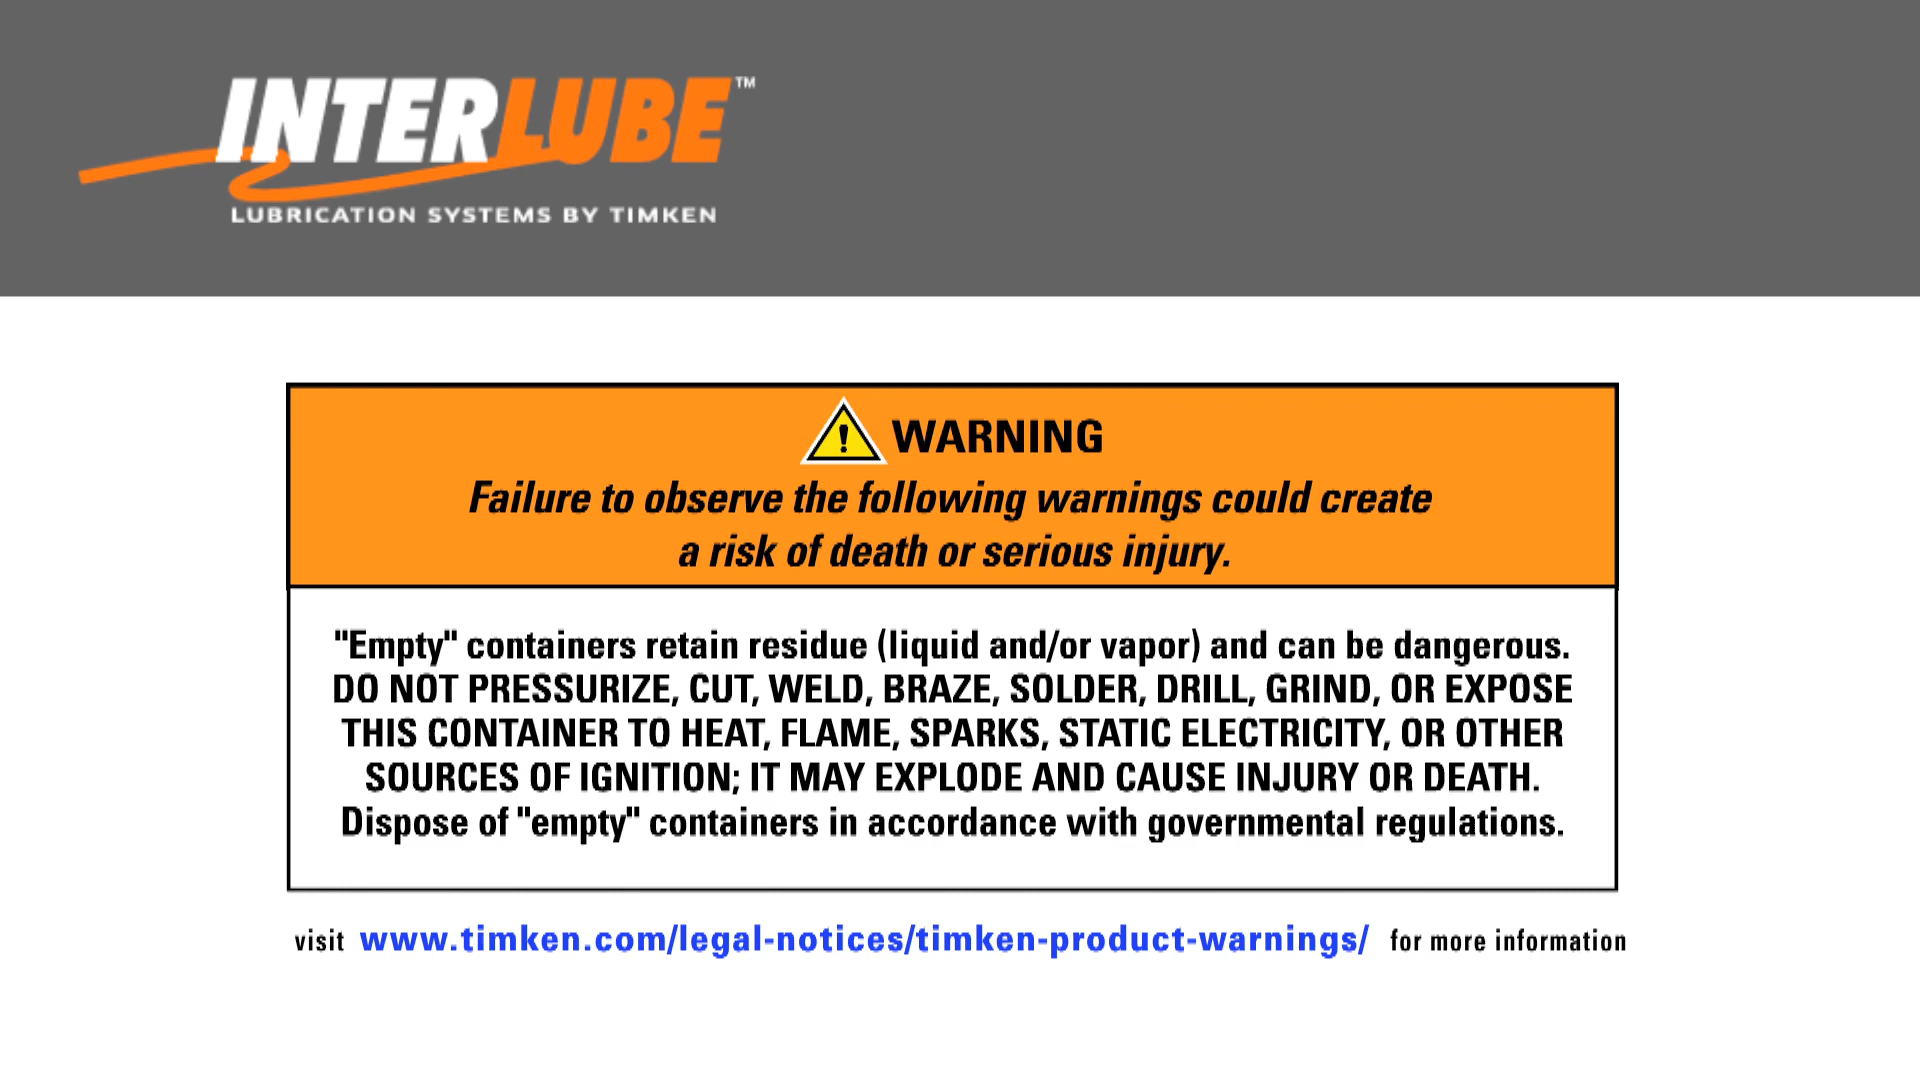 INTERLUBE™
LUBRICATION SYSTEMS BY TIMKEN
! WARNING
Failure to observe the following warnings could create
a risk of death or serious injury.
"Empty" containers retain residue (liquid and/or vapor) and can be dangerous.
DO NOT PRESSURIZE, CUT, WELD, BRAZE, SOLDER, DRILL, GRIND, OR EXPOSE
THIS CONTAINER TO HEAT, FLAME, SPARKS, STATIC ELECTRICITY, OR OTHER
SOURCES OF IGNITION; IT MAY EXPLODE AND CAUSE INJURY OR DEATH.
Dispose of "empty" containers in accordance with governmental regulations.
visit www.timken.com/legal-notices/timken-product-warnings/ for more information